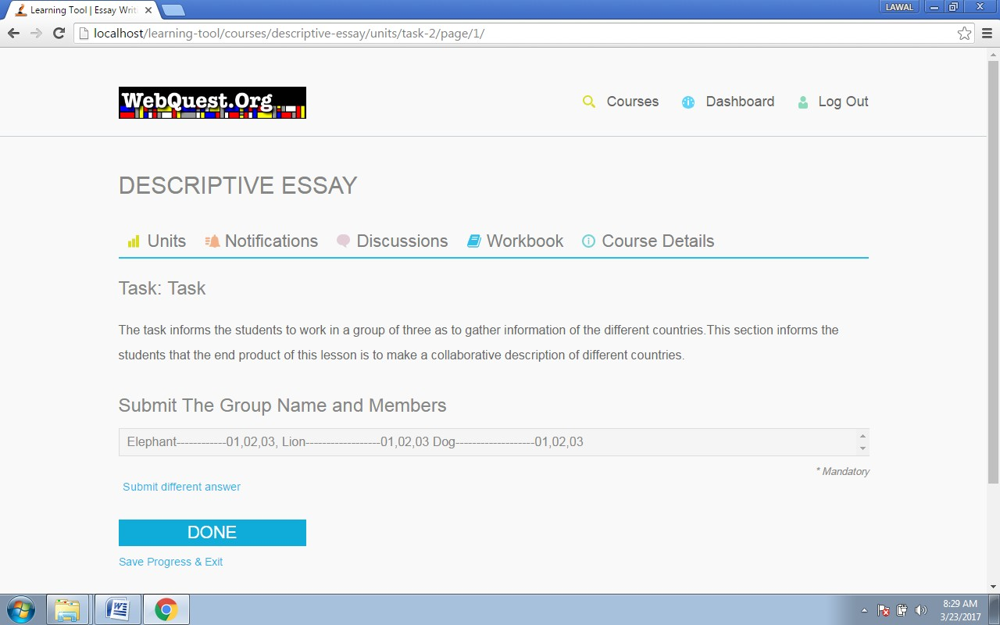 Learning Tool | Essay Writi
LAWAL
localhost/learning-tool/courses/descriptive-essay/units/task-2/page/1/
WebQuest.Org
Courses Dashboard Log Out
DESCRIPTIVE ESSAY
Units Notifications Discussions Workbook Course Details
Task: Task
The task informs the students to work in a group of three as to gather information of the different countries.This section informs the
students that the end product of this lesson is to make a collaborative description of different countries.
Submit The Group Name and Members
Elephant------------01,02,03, Lion------------------01,02,03 Dog-------------------01,02,03
* Mandatory
Submit different answer
DONE
Save Progress & Exit
8:29 AM
3/23/2017